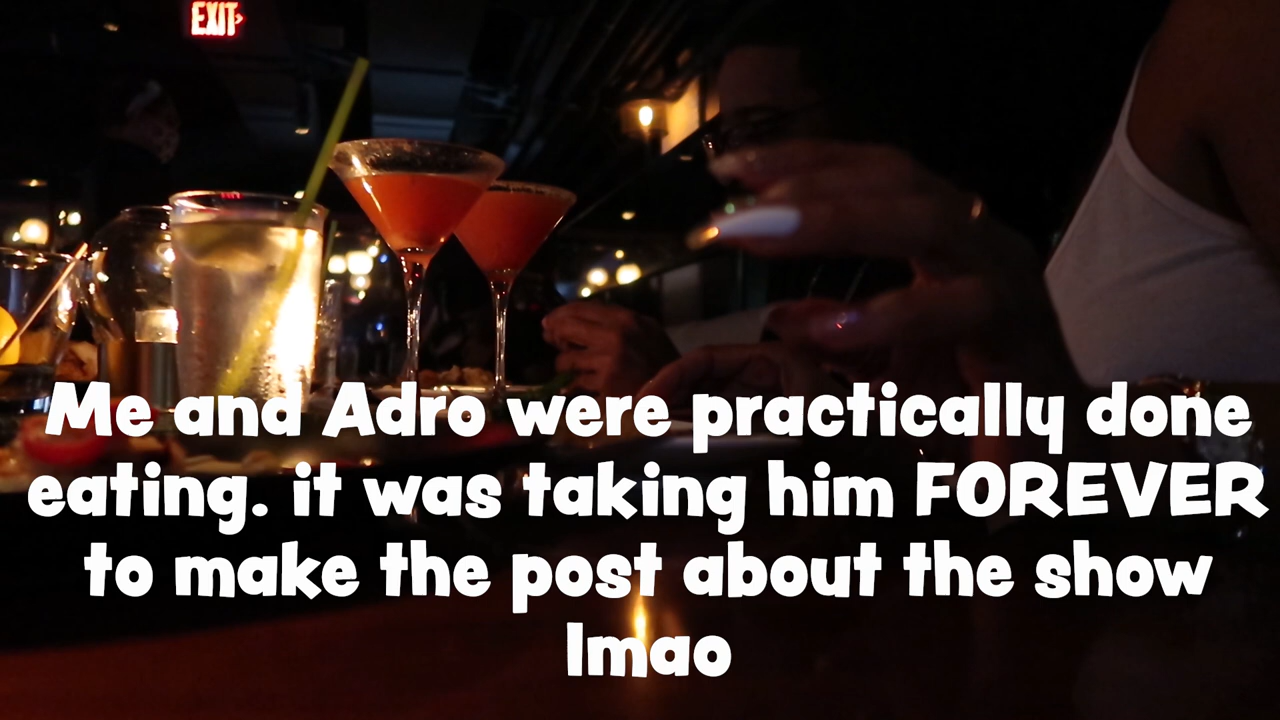 EXIT
Me and Adro were practically done
eating. it was taking him FOREVER
to make the post about the show
lmao